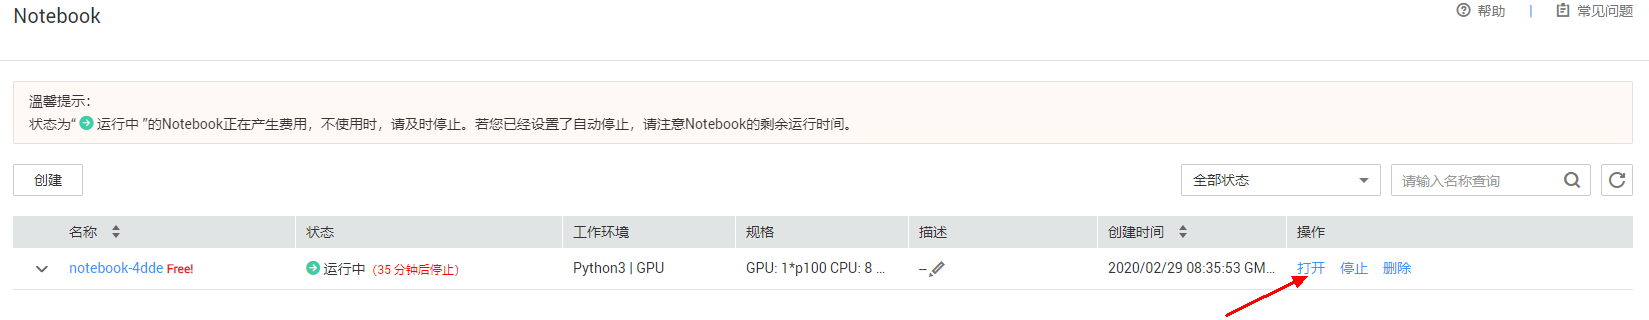 Notebook
帮助 | 常见问题
温馨提示：
状态为“ 运行中 ”的Notebook正在产生费用，不使用时，请及时停止。若您已经设置了自动停止，请注意Notebook的剩余运行时间。
创建
全部状态
请输入名称查询
名称 状态 工作环境 规格 描述 创建时间 操作
notebook-4dde Free! 运行中 (35 分钟后停止) Python3 | GPU GPU: 1*p100 CPU: 8 ... -- 2020/02/29 08:35:53 GM... 打开 停止 删除